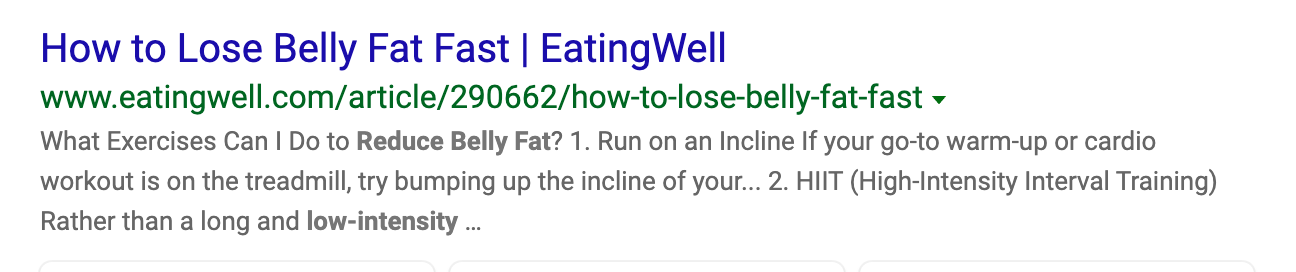 How to Lose Belly Fat Fast | EatingWell
www.eatingwell.com/article/290662/how-to-lose-belly-fat-fast
What Exercises Can I Do to Reduce Belly Fat? 1. Run on an Incline If your go-to warm-up or cardio
workout is on the treadmill, try bumping up the incline of your... 2. HIIT (High-Intensity Interval Training)
Rather than a long and low-intensity ...